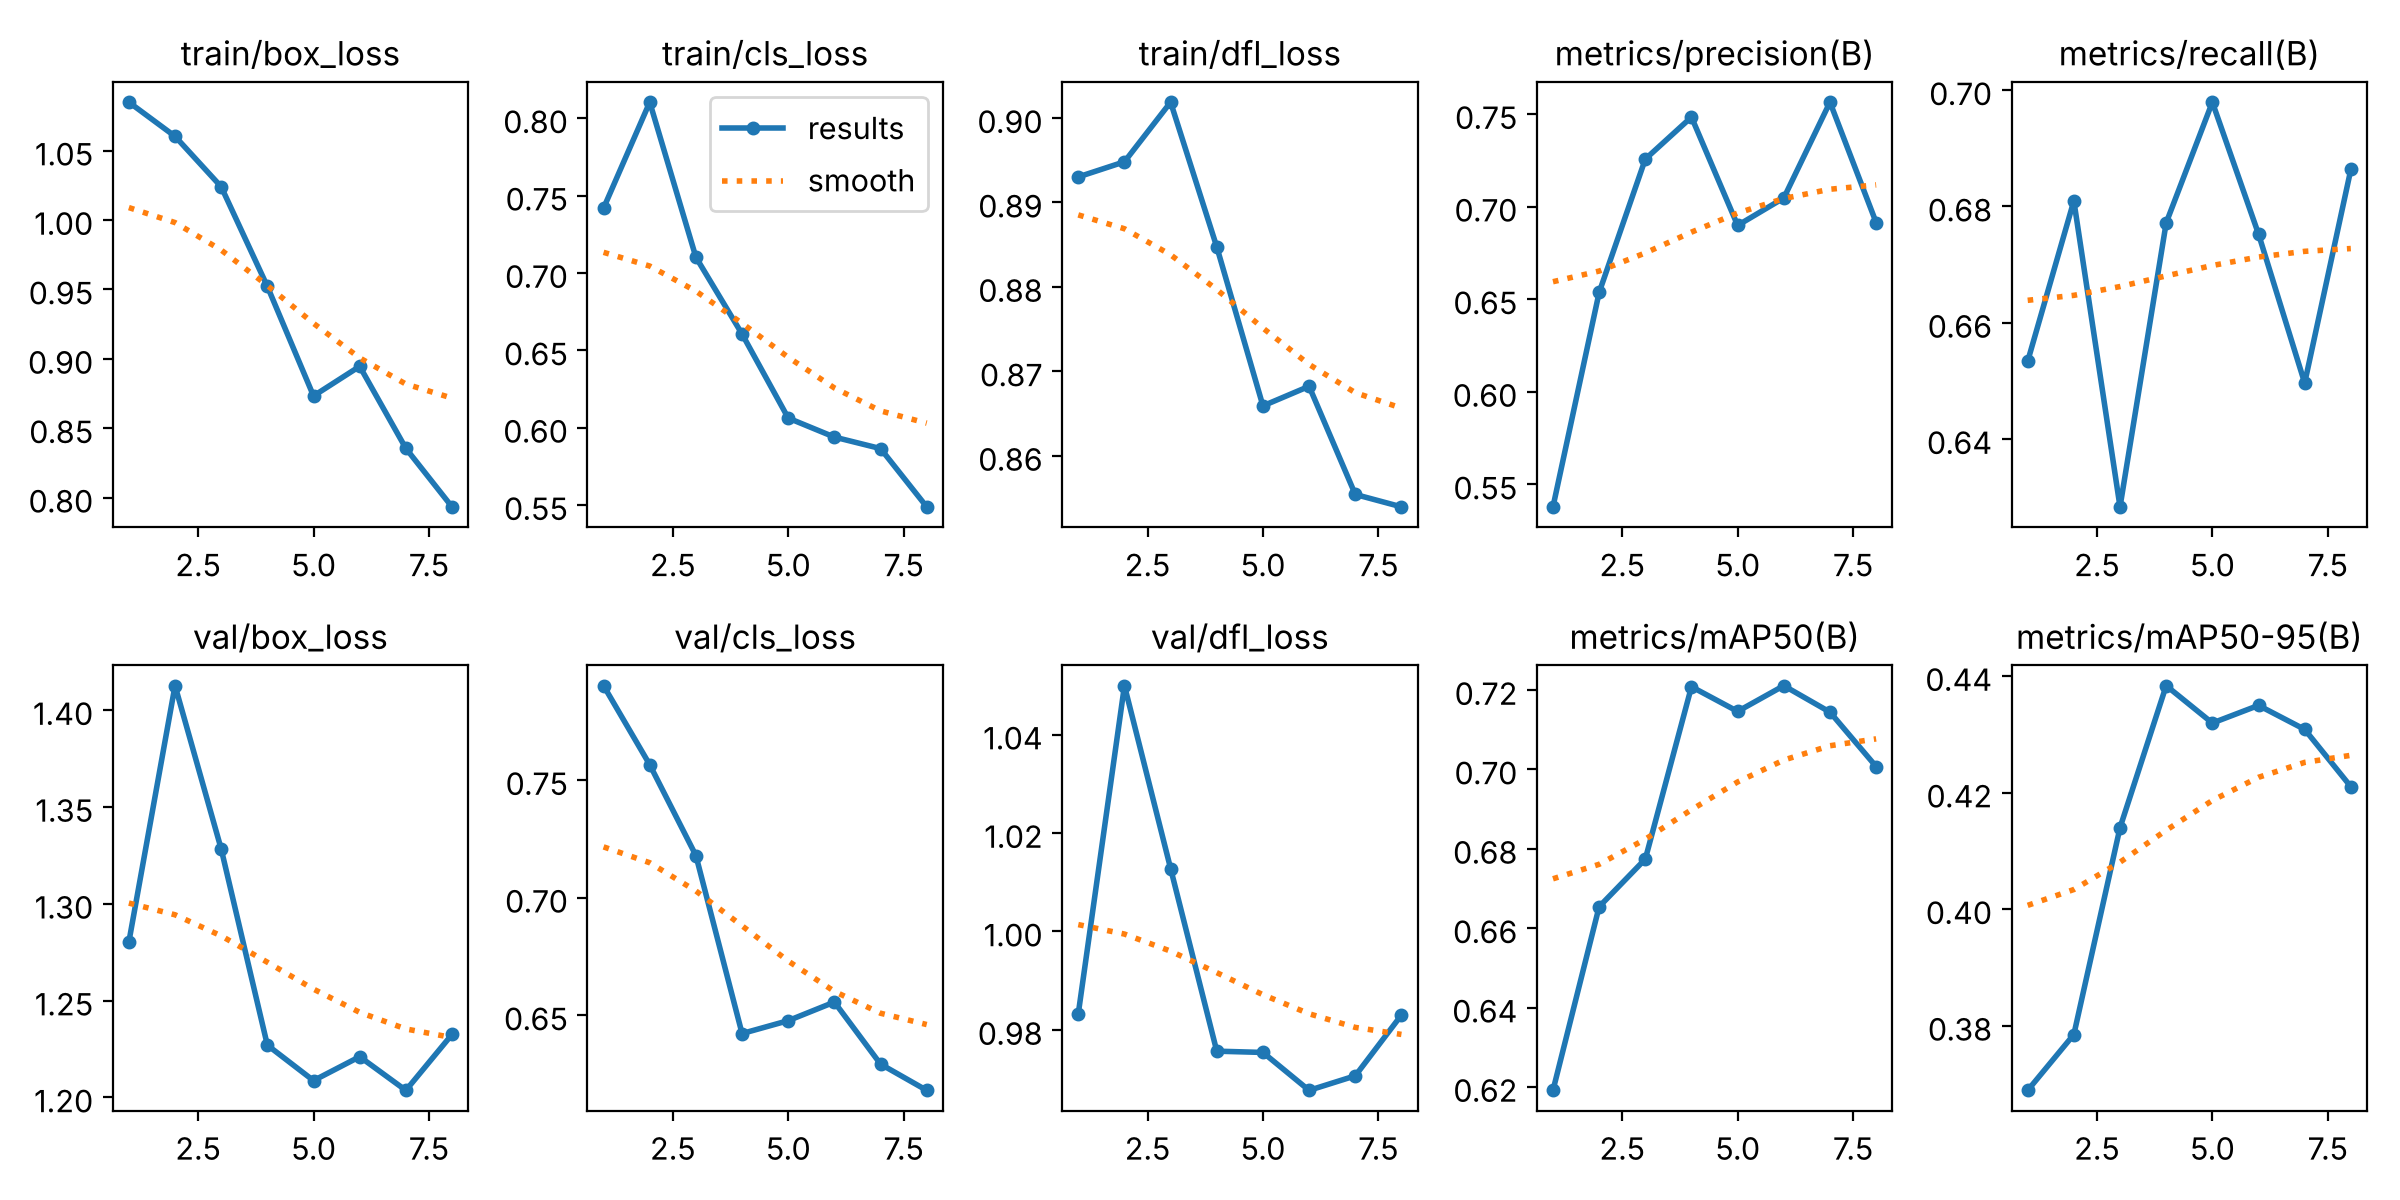 train/box_loss
train/cls_loss
train/dfl_loss
metrics/precision(B)
metrics/recall(B)
1.05
1.00
0.95
0.90
0.85
0.80
2.5 5.0 7.5
0.80
0.75
0.70
0.65
0.60
0.55
results
smooth
2.5 5.0 7.5
0.90
0.89
0.88
0.87
0.86
2.5 5.0 7.5
0.75
0.70
0.65
0.60
0.55
2.5 5.0 7.5
0.70
0.68
0.66
0.64
2.5 5.0 7.5
val/box_loss
val/cls_loss
val/dfl_loss
metrics/mAP50(B)
metrics/mAP50-95(B)
1.40
1.35
1.30
1.25
1.20
2.5 5.0 7.5
0.75
0.70
0.65
2.5 5.0 7.5
1.04
1.02
1.00
0.98
2.5 5.0 7.5
0.72
0.70
0.68
0.66
0.64
0.62
2.5 5.0 7.5
0.44
0.42
0.40
0.38
2.5 5.0 7.5